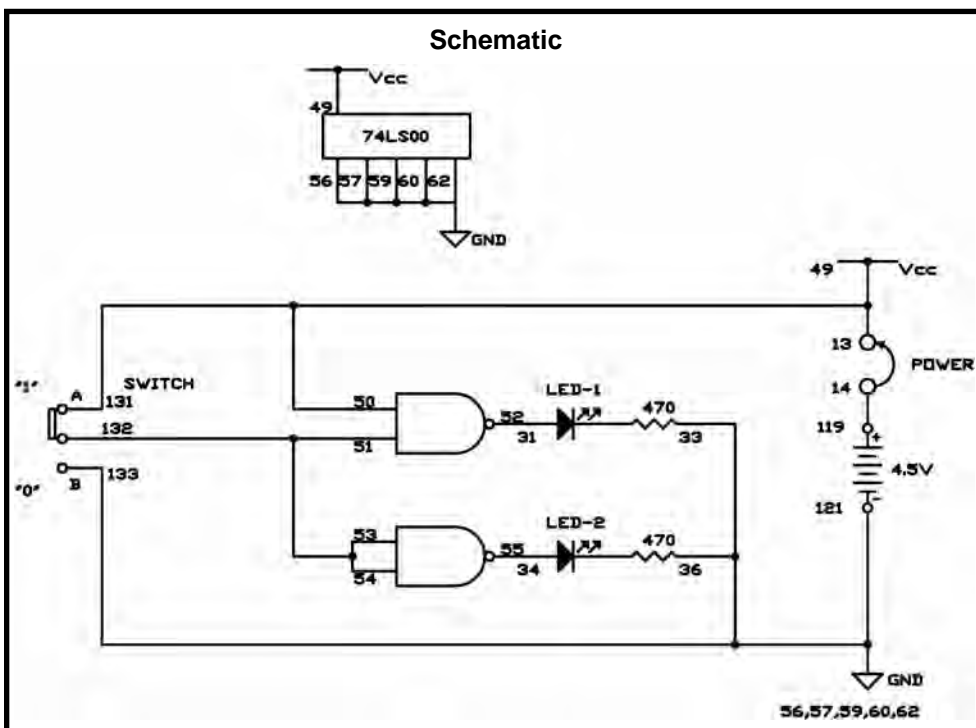 Schematic
Vcc
49
74LS00
56 57 59 60 62
GND
49 Vcc
13
POWER
14
"1" A SWITCH
131
132
"0" B 133
50
51
52
31
LED-1
470
33
119
+
4.5V
-
121
53
54
55
34
LED-2
470
36
GND
56,57,59,60,62